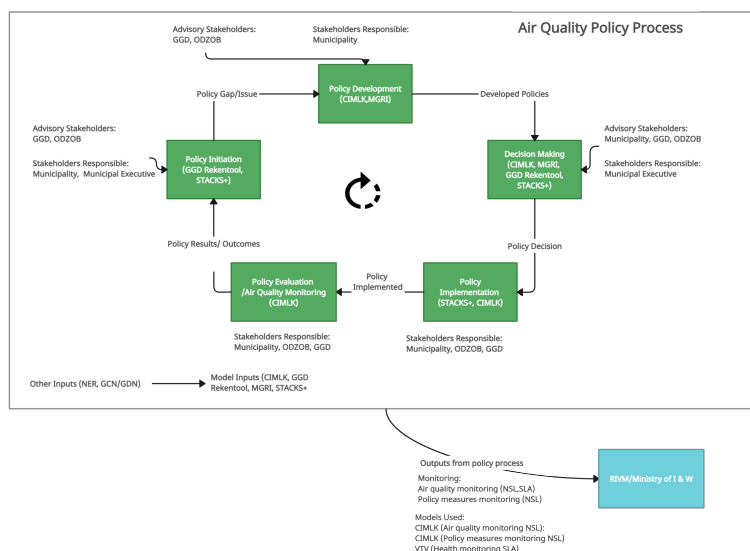 Air Quality Policy Process
Advisory Stakeholders:
GGD, ODZOB
Stakeholders Responsible:
Municipality
Policy Development
(CIMLK,MGRI)
Policy Gap/Issue
Developed Policies
Advisory Stakeholders:
GGD, ODZOB
Stakeholders Responsible:
Municipality, Municipal Executive
Policy Initiation
(GGD Rekentool,
STACKS+)
Decision Making
(CIMLK, MGRI,
GGD Rekentool,
STACKS+)
Advisory Stakeholders:
Municipality, GGD, ODZOB
Stakeholders Responsible:
Municipal Executive
Policy Results/ Outcomes
Policy Decision
Policy Evaluation
/Air Quality Monitoring
(CIMLK)
Policy
Implemented
Policy
Implementation
(STACKS+, CIMLK)
Stakeholders Responsible:
Municipality, ODZOB, GGD
Stakeholders Responsible:
Municipality, ODZOB, GGD
Other Inputs (NER, GCN/GDN)
Model Inputs (CIMLK, GGD
Rekentool, MGRI, STACKS+
Outputs from policy process
Monitoring:
Air quality monitoring (NSL,SLA)
Policy measures monitoring (NSL)
Models Used:
CIMLK (Air quality monitoring NSL):
CIMLK (Policy measures monitoring NSL)
VTV (Health monitoring SLA)
RIVM/Ministry of I & W